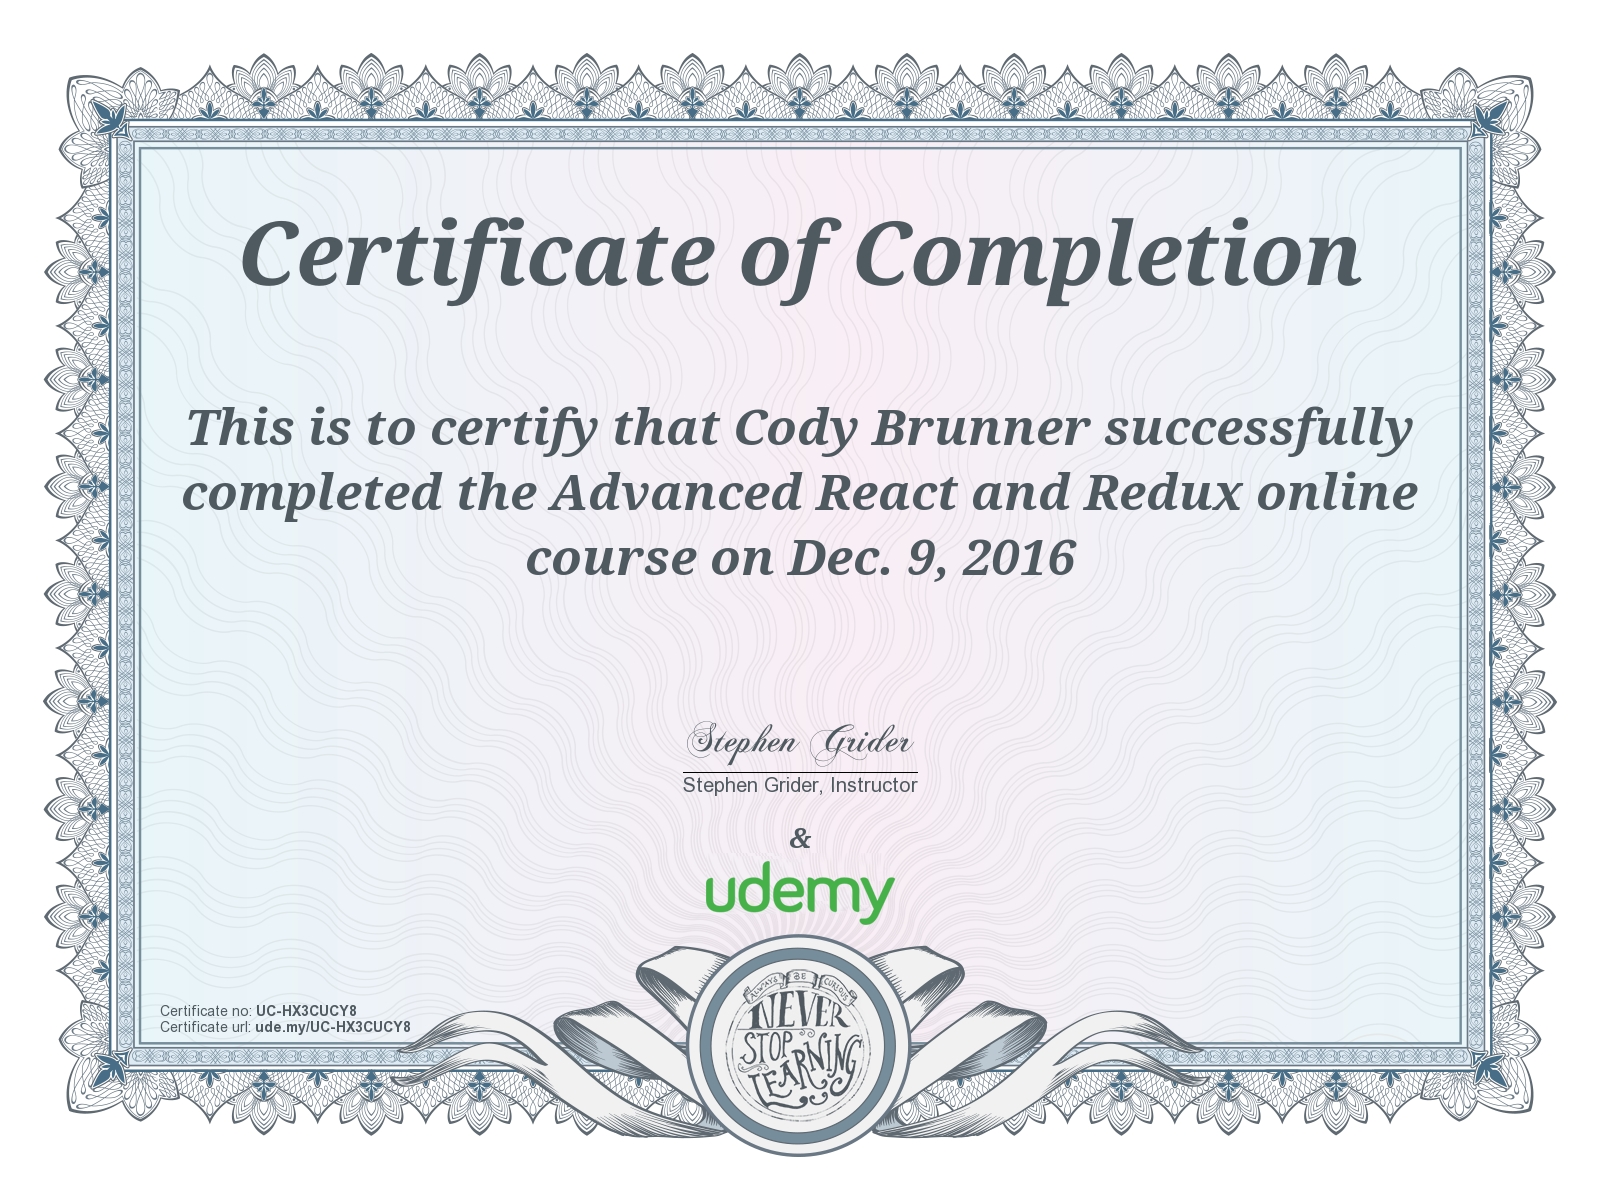 Certificate of Completion
This is to certify that Cody Brunner successfully
completed the Advanced React and Redux online
course on Dec. 9, 2016
Stephen Grider
Stephen Grider, Instructor
&
udemy
Certificate no: UC-HX3CUCY8
Certificate url: ude.my/UC-HX3CUCY8
ALWAYS BE CURIOUS
NEVER
STOP
LEARNING